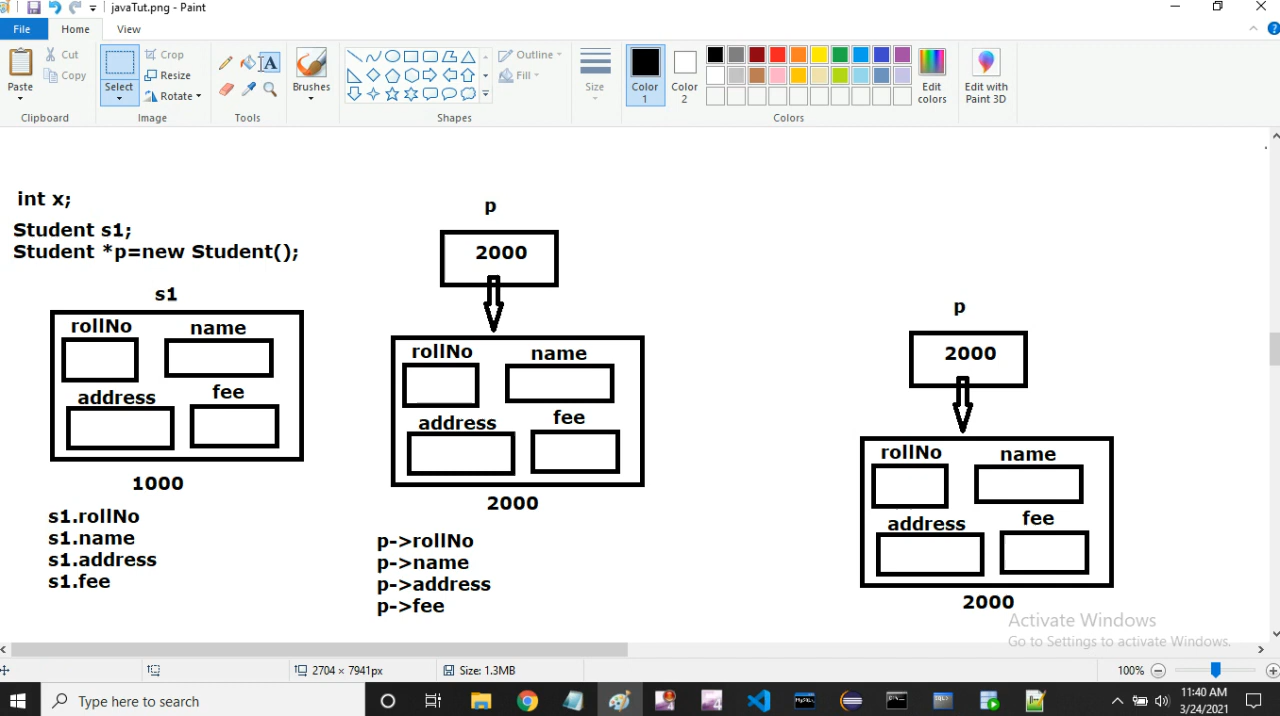 javaTut.png - Paint
File Home View
Paste
Cut
Copy
Clipboard
Select
Crop
Resize
Rotate
Image
Tools
Brushes
Outline
Fill
Shapes
Size
Color 1
Color 2
Edit colors
Colors
Edit with Paint 3D
int x;
Student s1;
Student *p=new Student();
s1
rollNo name
address fee
1000
s1.rollNo
s1.name
s1.address
s1.fee
p
2000
rollNo name
address fee
2000
p->rollNo
p->name
p->address
p->fee
p
2000
rollNo name
address fee
2000
Activate Windows
Go to Settings to activate Windows.
2704 × 7941px
Size: 1.3MB
100%
Type here to search
11:40 AM
3/24/2021